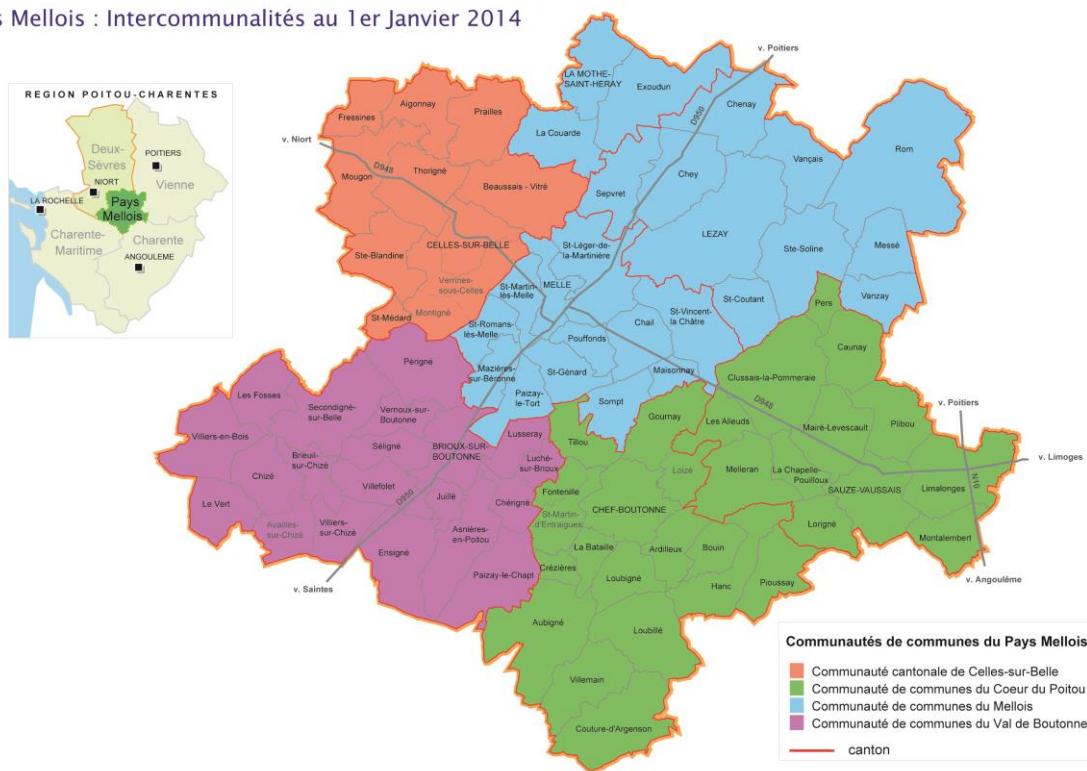 s Mellois : Intercommunalités au 1er Janvier 2014
REGION POITOU-CHARENTES
Deux-
Sèvres
POITIERS
Vienne
NIORT
LA ROCHELLE
Pays
Mellois
Charente-
Maritime
Charente
ANGOULEME
v. Poitiers
LA MOTHE-
SAINT-HERAY
Exoudun
Chenay
D950
Aigonnay
Prailles
Fressines
La Couarde
v. Niort
D948
Rom
Vançais
Thorigné
Mougon
Beaussais - Vitré
Chey
Sepvret
LEZAY
CELLES-SUR-BELLE
St-Léger-de-
la-Martinière
Ste-Soline
Messé
Ste-Blandine
Verrines-
sous-Celles
St-Martin-
lès-Melle
MELLE
Vanzay
St-Coutant
Montigné
St-Médard
Pers
St-Romans-
lès-Melle
Chail
St-Vincent-
la Châtre
Pouffonds
Caunay
Périgné
Mazières-
sur-Béronne
St-Génard
Maisonnay
Clussais-la-Pommeraie
Les Fosses
Paizay-
le-Tort
Sompt
D948
v. Poitiers
Secondigné-
sur-Belle
Vernoux-sur-
Boutonne
Gournay
Les Alleuds
Plibou
Mairé-Levescault
Villiers-en-Bois
Lusseray
BRIOUX-SUR-
BOUTONNE
Tillou
Séligné
v. Limoges
Brieuil-
sur-Chizé
Luché-
sur-Brioux
Loizé
Melleran
La Chapelle-
Pouilloux
Chizé
Villefolet
D950
Juillé
Fontenille
SAUZE-VAUSSAIS
Limalonges
N10
Le Vert
Chérigné
CHEF-BOUTONNE
St-Martin-
d'Entraigues
Lorigné
Availles-
sur-Chizé
Villiers-
sur-Chizé
Asnières-
en-Poitou
Montalembert
Ensigné
La Bataille
Ardilleux
Bouin
Crézières
Paizay-le-Chapt
Loubigné
v. Saintes
Hanc
Pioussay
v. Angoulême
Aubigné
Loubillé
Villemain
Couture-d'Argenson
Communautés de communes du Pays Mellois
Communauté cantonale de Celles-sur-Belle
Communauté de communes du Coeur du Poitou
Communauté de communes du Mellois
Communauté de communes du Val de Boutonne
canton